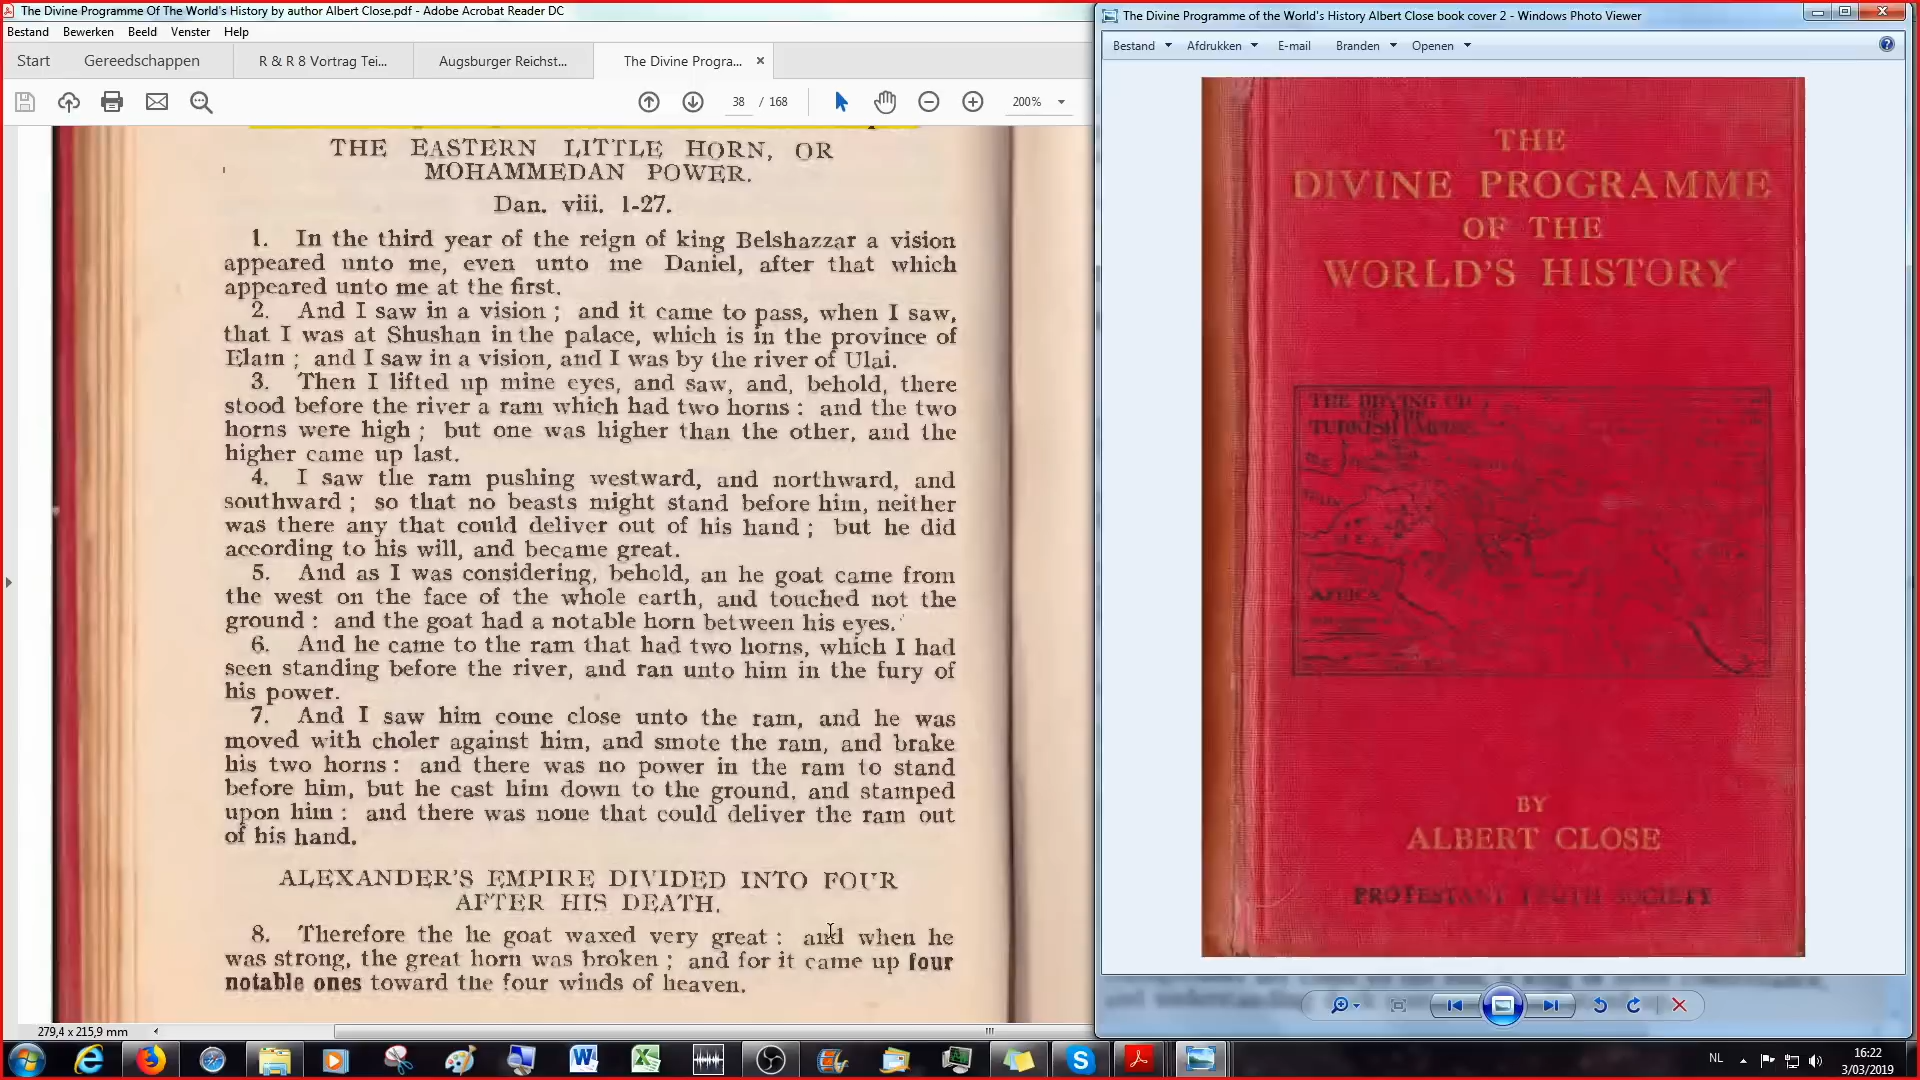 The Divine Programme Of The World's History by author Albert Close.pdf - Adobe Acrobat Reader DC
Bestand Bewerken Beeld Venster Help
Start Gereedschappen R & R 8 Vortrag Tei... Augsburger Reichst... The Divine Progra...
38 / 168 200%
THE EASTERN LITTLE HORN, OR
MOHAMMEDAN POWER.
Dan. viii. 1-27.
1. In the third year of the reign of king Belshazzar a vision
appeared unto me, even unto me Daniel, after that which
appeared unto me at the first.
2. And I saw in a vision ; and it came to pass, when I saw,
that I was at Shushan in the palace, which is in the province of
Elam ; and I saw in a vision, and I was by the river of Ulai.
3. Then I lifted up mine eyes, and saw, and, behold, there
stood before the river a ram which had two horns : and the two
horns were high ; but one was higher than the other, and the
higher came up last.
4. I saw the ram pushing westward, and northward, and
southward ; so that no beasts might stand before him, neither
was there any that could deliver out of his hand ; but he did
according to his will, and became great.
5. And as I was considering, behold, an he goat came from
the west on the face of the whole earth, and touched not the
ground : and the goat had a notable horn between his eyes.
6. And he came to the ram that had two horns, which I had
seen standing before the river, and ran unto him in the fury of
his power.
7. And I saw him come close unto the ram, and he was
moved with choler against him, and smote the ram, and brake
his two horns : and there was no power in the ram to stand
before him, but he cast him down to the ground, and stamped
upon him : and there was none that could deliver the ram out
of his hand.
ALEXANDER'S EMPIRE DIVIDED INTO FOUR
AFTER HIS DEATH.
8. Therefore the he goat waxed very great : and when he
was strong, the great horn was broken ; and for it came up four
notable ones toward the four winds of heaven.
279,4 x 215,9 mm
The Divine Programme of the World's History Albert Close book cover 2 - Windows Photo Viewer
Bestand Afdrukken E-mail Branden Openen
THE
DIVINE PROGRAMME
OF THE
WORLD'S HISTORY
THE DRYING UP
OF THE
TURKISH EMPIRE
AFRICA
BY
ALBERT CLOSE
PROTESTANT TRUTH SOCIETY
NL
16:22
3/03/2019